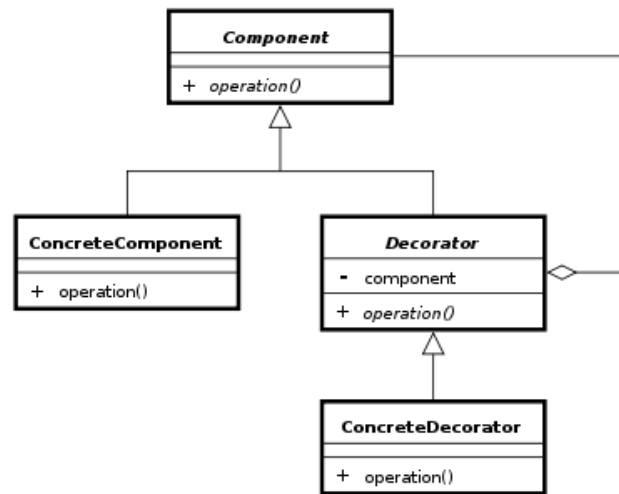 Component
+ operation()
ConcreteComponent
+ operation()
Decorator
- component
+ operation()
ConcreteDecorator
+ operation()